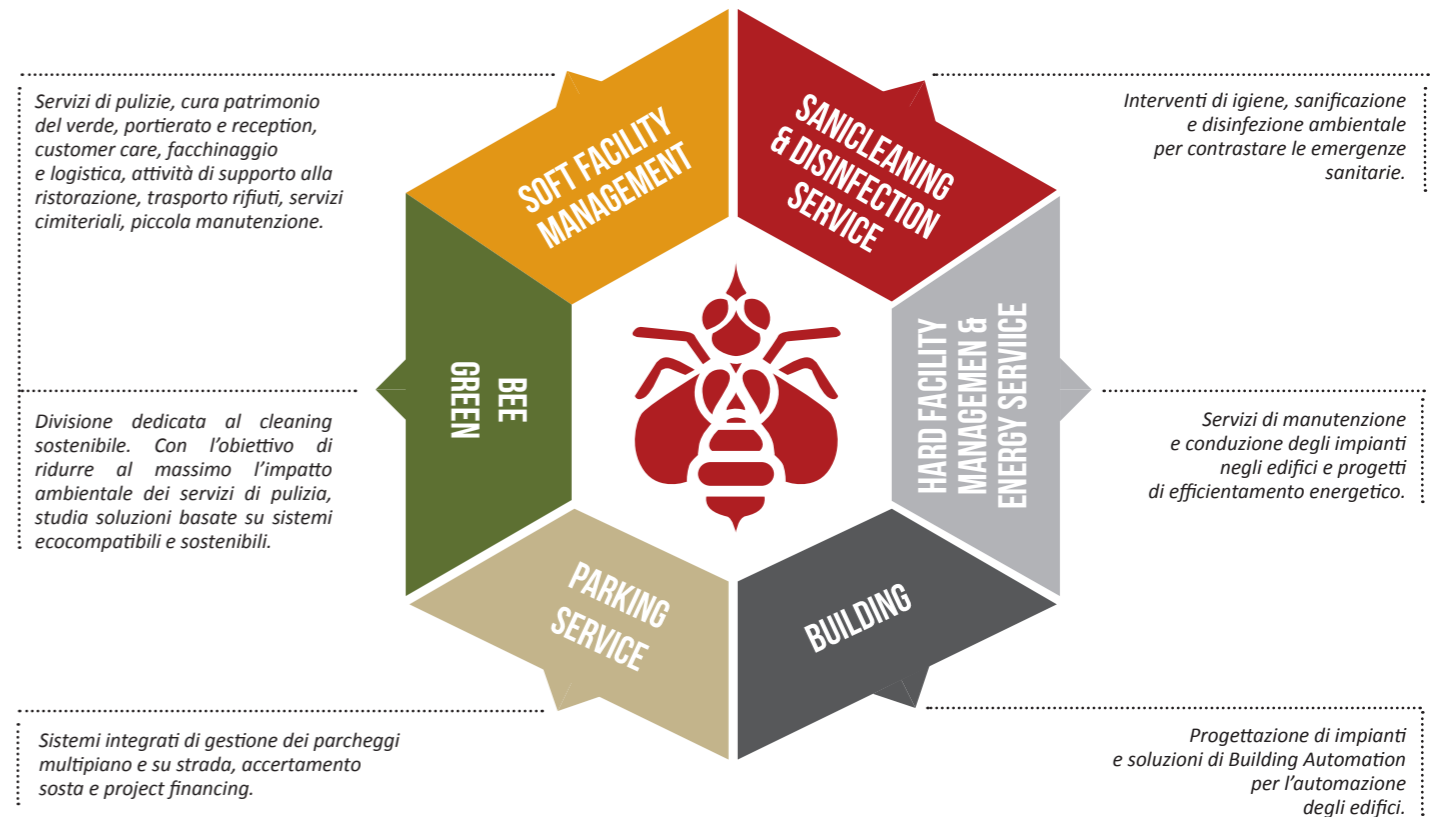 Servizi di pulizie, cura patrimonio
del verde, portierato e reception,
customer care, facchinaggio
e logistica, attività di supporto alla
ristorazione, trasporto rifiuti, servizi
cimiteriali, piccola manutenzione.
SOFT FACILITY
MANAGEMENT
SANICLEANING
& DISINFECTION
SERVICE
Interventi di igiene, sanificazione
e disinfezione ambientale
per contrastare le emergenze
sanitarie.
BEE
GREEN
Divisione dedicata al cleaning
sostenibile. Con l’obiettivo di
ridurre al massimo l’impatto
ambientale dei servizi di pulizia,
studia soluzioni basate su sistemi
ecocompatibili e sostenibili.
HARD FACILITY
MANAGEMEN &
ENERGY SERVIICE
Servizi di manutenzione
e conduzione degli impianti
negli edifici e progetti
di efficientamento energetico.
PARKING
SERVICE
Sistemi integrati di gestione dei parcheggi
multipiano e su strada, accertamento
sosta e project financing.
BUILDING
Progettazione di impianti
e soluzioni di Building Automation
per l’automazione
degli edifici.